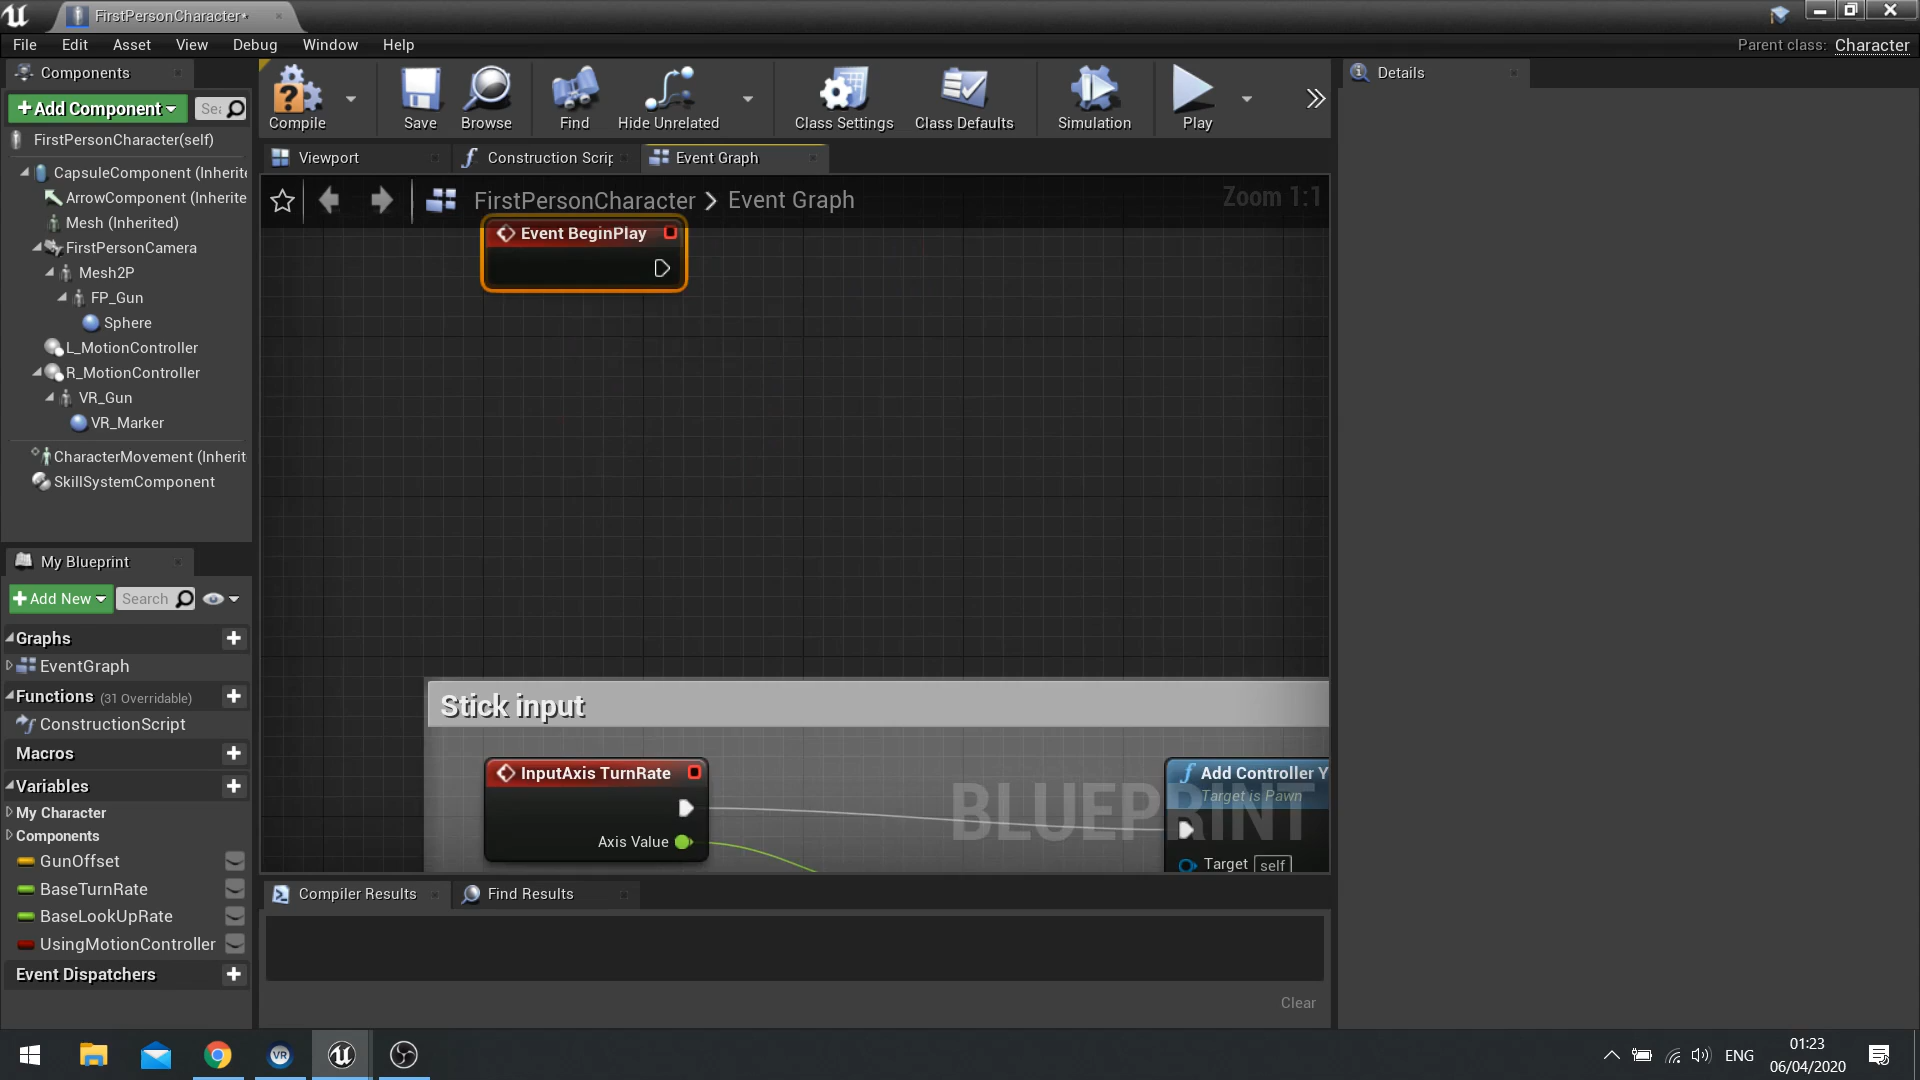 FirstPersonCharacter*
File Edit Asset View Debug Window Help
Parent class: Character
Components
Add Component
FirstPersonCharacter(self)
CapsuleComponent (Inherite
ArrowComponent (Inherite
Mesh (Inherited)
FirstPersonCamera
Mesh2P
FP_Gun
Sphere
L_MotionController
R_MotionController
VR_Gun
VR_Marker
CharacterMovement (Inherit
SkillSystemComponent
My Blueprint
Add New
Search
Graphs
EventGraph
Functions (31 Overridable)
ConstructionScript
Macros
Variables
My Character
Components
GunOffset
BaseTurnRate
BaseLookUpRate
UsingMotionController
Event Dispatchers
Compile
Save
Browse
Find
Hide Unrelated
Class Settings
Class Defaults
Simulation
Play
Viewport
Construction Scrip
Event Graph
FirstPersonCharacter > Event Graph
Zoom 1:1
Event BeginPlay
Stick input
InputAxis TurnRate
Axis Value
Add Controller Y
Target is Pawn
Target self
BLUEPRINT
Compiler Results
Find Results
Clear
Details
VR
ENG
01:23
06/04/2020